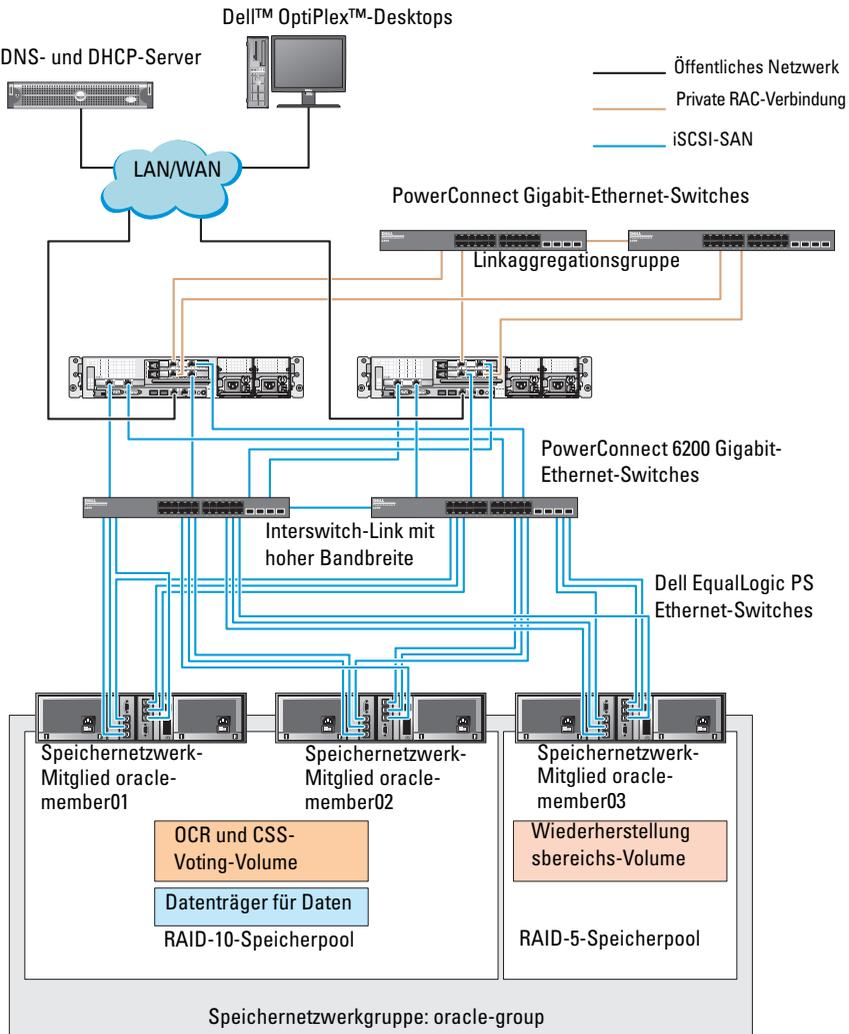 Dell™ OptiPlex™-Desktops
DNS- und DHCP-Server
Öffentliches Netzwerk
Private RAC-Verbindung
iSCSI-SAN
LAN/WAN
PowerConnect Gigabit-Ethernet-Switches
Linkaggregationsgruppe
PowerConnect 6200 Gigabit-
Ethernet-Switches
Interswitch-Link mit
hoher Bandbreite
Dell EqualLogic PS
Ethernet-Switches
Speichernetzwerk-
Mitglied oracle-
member01
Speichernetzwerk-
Mitglied oracle-
member02
Speichernetzwerk-
Mitglied oracle-
member03
OCR und CSS-
Voting-Volume
Wiederherstellung
sbereichs-Volume
Datenträger für Daten
RAID-10-Speicherpool
RAID-5-Speicherpool
Speichernetzwerkgruppe: oracle-group